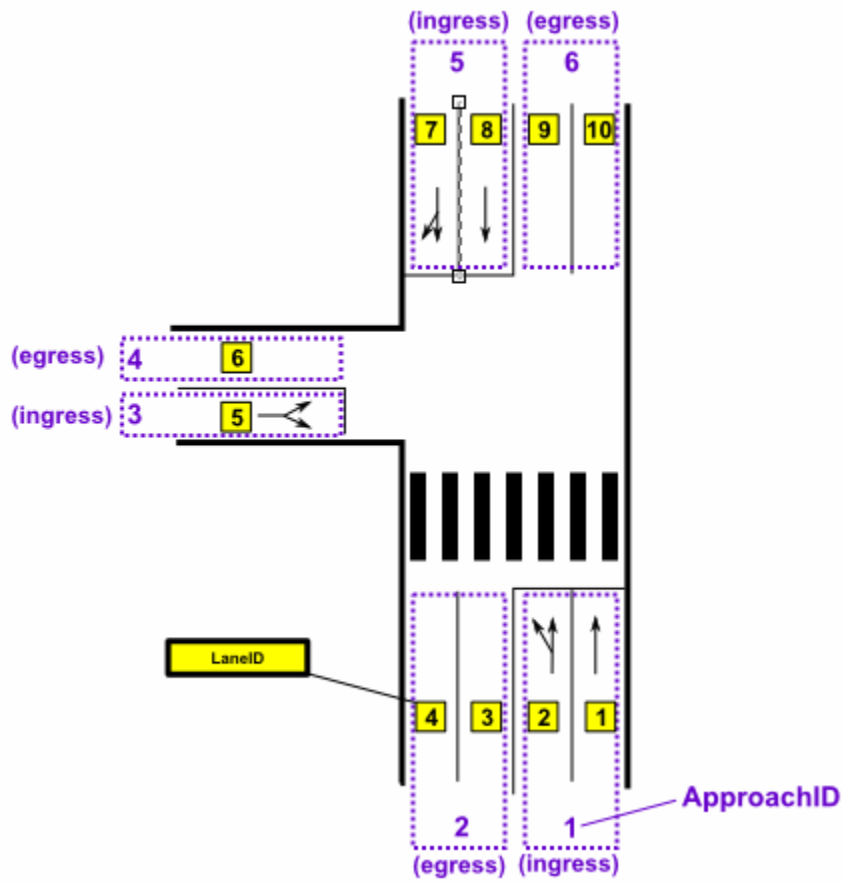 (ingress) (egress)
5 6
7 8 9 10
(egress) 4 6
(ingress) 3 5
LaneID
4 3 2 1
ApproachID
2 1
(egress) (ingress)